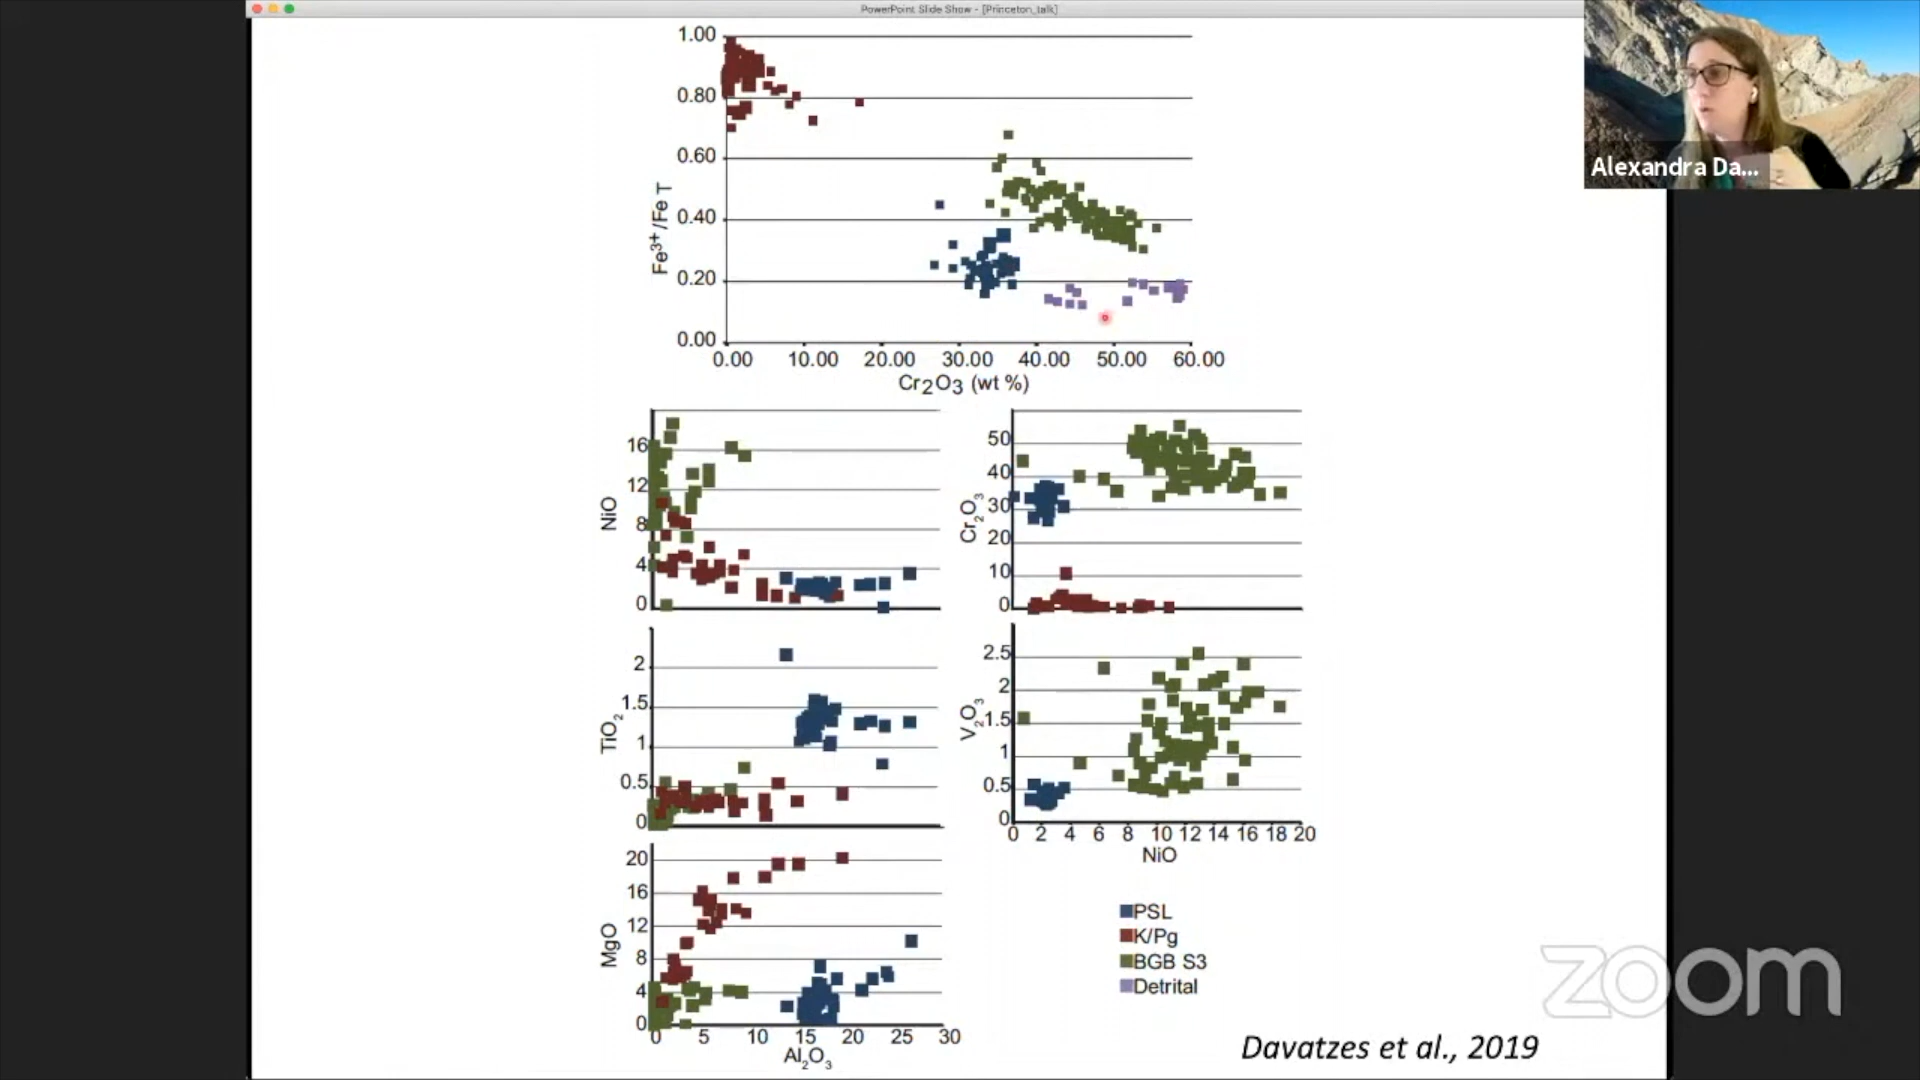 PowerPoint Slide Show - [Princeton_talk]
Alexandra Da...
1.00
0.80
0.60
0.40
0.20
0.00
Fe3+/Fe T
0.00 10.00 20.00 30.00 40.00 50.00 60.00
Cr2O3 (wt %)
NiO
16
12
8
4
0
Cr2O3
50
40
30
20
10
0
TiO2
2
1.5
1
0.5
0
V2O3
2.5
2
1.5
1
0.5
0
0 2 4 6 8 10 12 14 16 18 20
NiO
MgO
20
16
12
8
4
0
0 5 10 15 20 25 30
Al2O3
PSL
K/Pg
BGB S3
Detrital
Davatzes et al., 2019
zoom